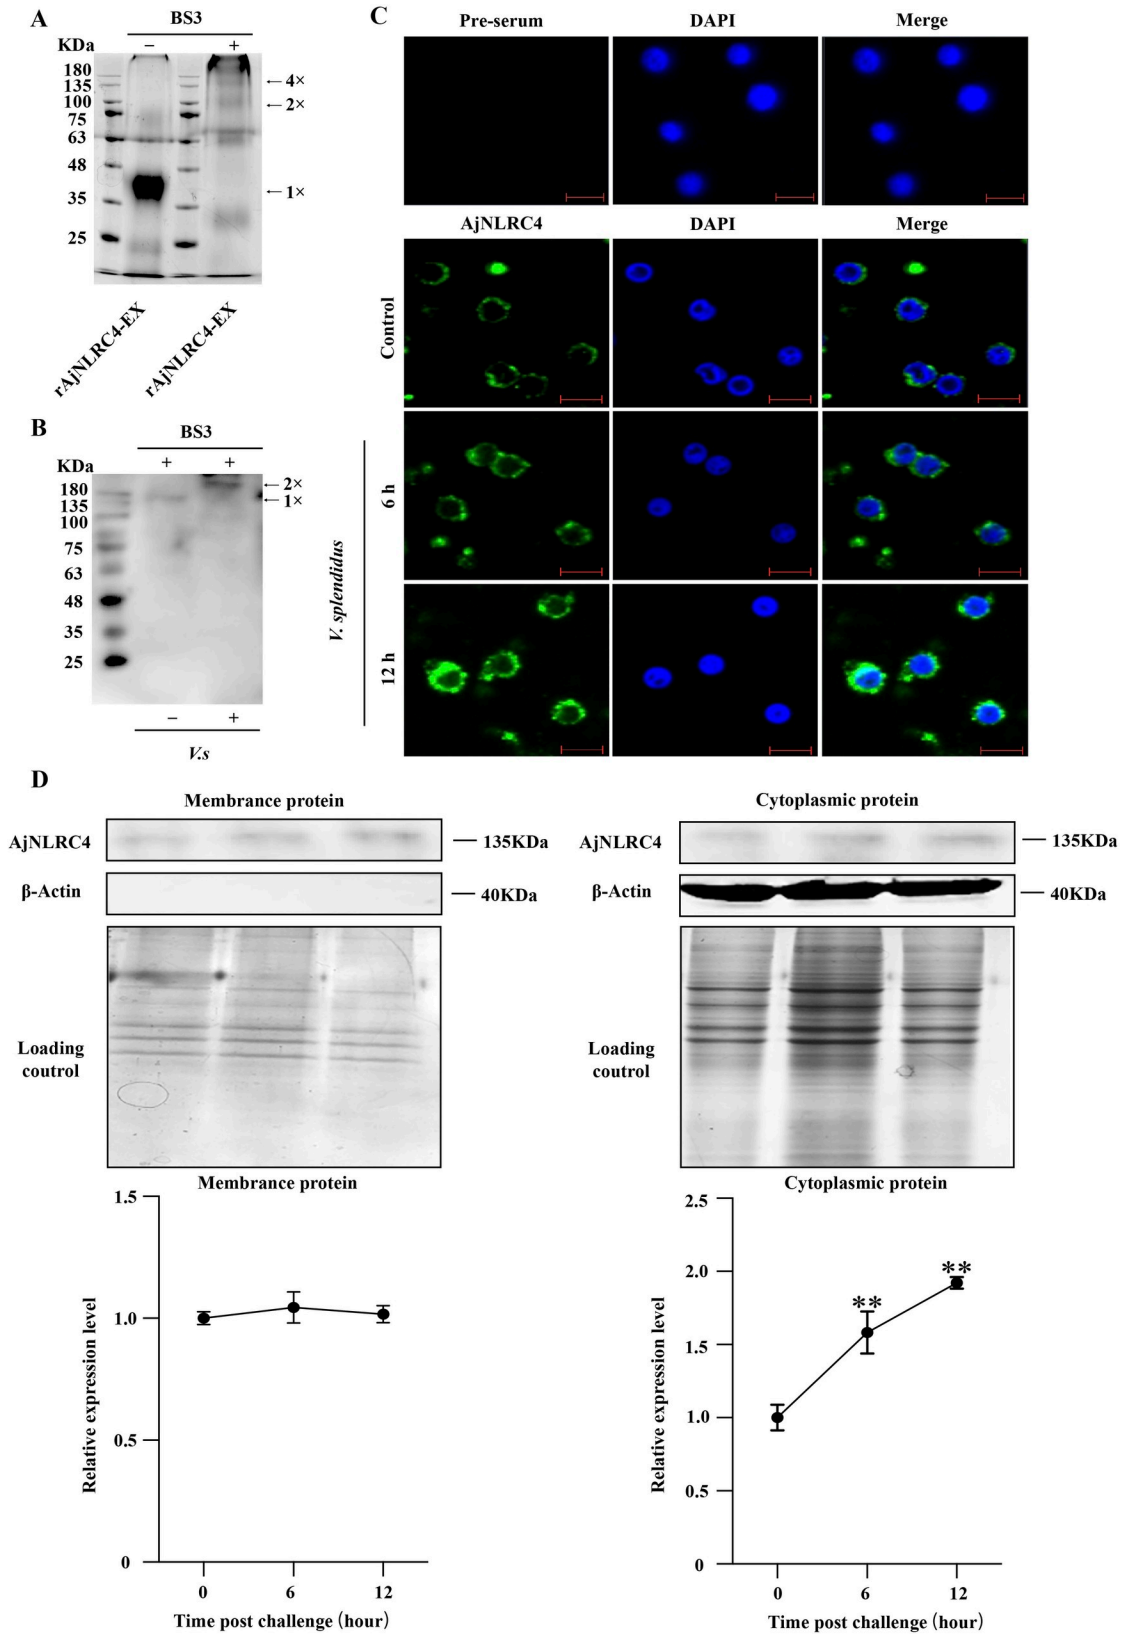 A
BS3
KDa
– +
180
135
100
75
63
48
35
25
←4×
←2×
←1×
rAjNLRC4-EX
rAjNLRC4-EX
B
BS3
KDa
+ +
180
135
100
75
63
48
35
25
←2×
←1×
– +
V.s
C
Pre-serum DAPI Merge
AjNLRC4 DAPI Merge
Control
V. splendidus
6 h
12 h
D
Membrance protein
AjNLRC4
135KDa
β-Actin
40KDa
Loading
coutrol
Cytoplasmic protein
AjNLRC4
135KDa
β-Actin
40KDa
Loading
coutrol
Membrance protein
Relative expression level
1.5
1.0
0.5
0
0 6 12
Time post challenge (hour)
Cytoplasmic protein
Relative expression level
2.5
2.0
1.5
1.0
0.5
0
**
**
0 6 12
Time post challenge (hour)